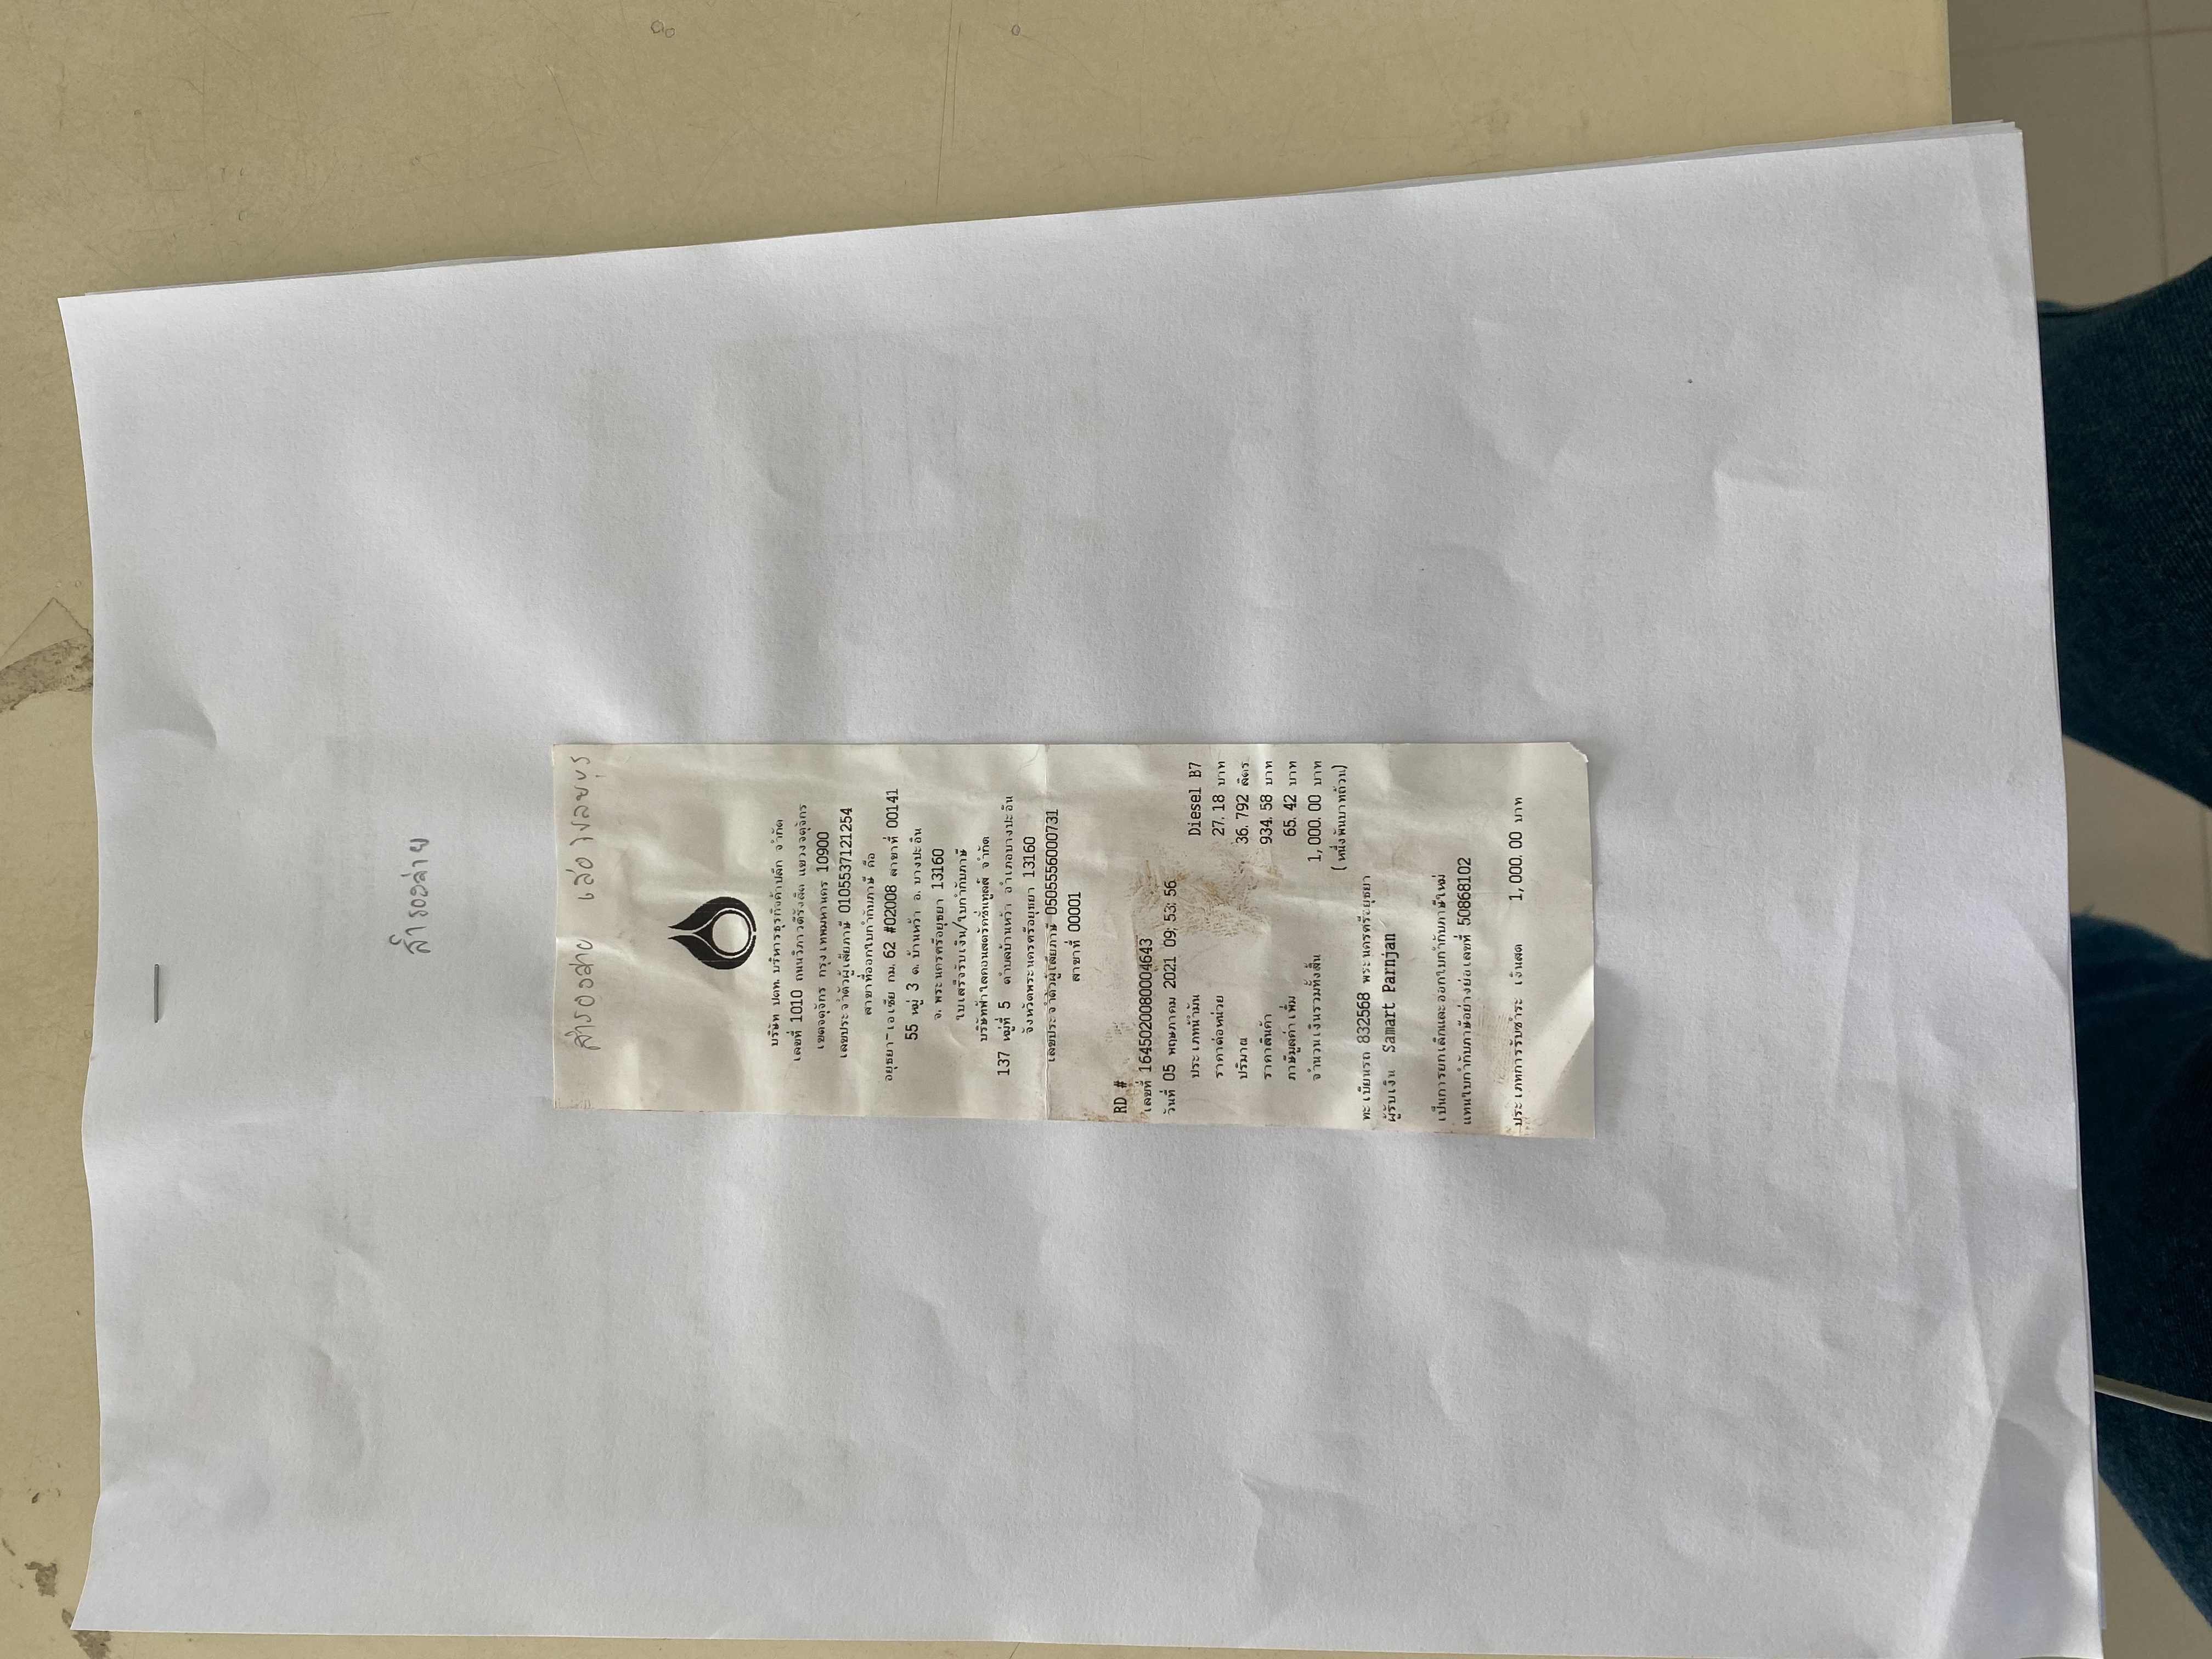 สำรองจ่าย
สำรองจ่าย
บริษัท ปตท. บริหารธุรกิจค้าปลีก จำกัด
เลขที่ 1010 ถนนวิภาวดีรังสิต แขวงจตุจักร
เขตจตุจักร กรุงเทพมหานคร 10900
เลขประจำตัวผู้เสียภาษี 0105537121254
สาขาที่ออกใบกำกับภาษี คือ
อยุธยา-เอเซีย กม. 62 #02008 สาขาที่ 00141
55 หมู่ 3 ต. บ้านหว้า อ. บางปะอิน
จ. พระนครศรีอยุธยา 13160
ใบเสร็จรับเงิน/ใบกำกับภาษี
บริษัทฟ้าใสคอนสตรัคชั่นทูลส์ จำกัด
137 หมู่ที่ 5 ตำบลบ้านหว้า อำเภอบางปะอิน
จังหวัดพระนครศรีอยุธยา 13160
เลขประจำตัวผู้เสียภาษี 0505556000731
สาขาที่ 00001
RD #
เลขที่ 1645020080004643
วันที่ 05 พฤษภาคม 2021 09:53:56
ประเภทน้ำมัน Diesel B7
ราคาต่อหน่วย 27.18 บาท
ปริมาณ 36.792 ลิตร
ราคาสินค้า 934.58 บาท
ภาษีมูลค่าเพิ่ม 65.42 บาท
จำนวนเงินรวมทั้งสิ้น 1,000.00 บาท
(หนึ่งพันบาทถ้วน)
ทะเบียนรถ 832568 พระนครศรีอยุธยา
ผู้รับเงิน Samart Parnjan
เป็นการยกเลิกและออกใบกำกับภาษีใหม่
แทนใบกำกับภาษีอย่างย่อเลขที่ 50868102
ประเภทการรับชำระ เงินสด 1,000.00 บาท